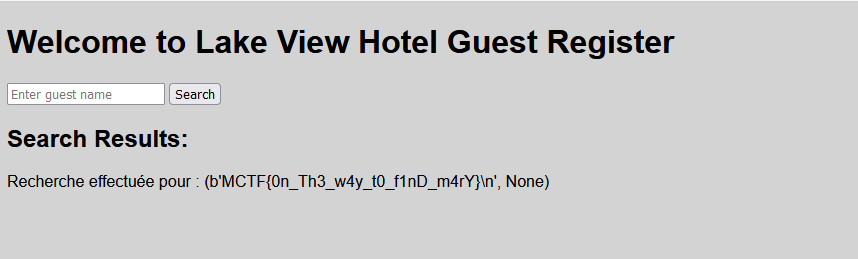 Welcome to Lake View Hotel Guest Register
Enter guest name Search
Search Results:
Recherche effectuée pour : (b'MCTF{0n_Th3_w4y_t0_f1nD_m4rY}\n', None)